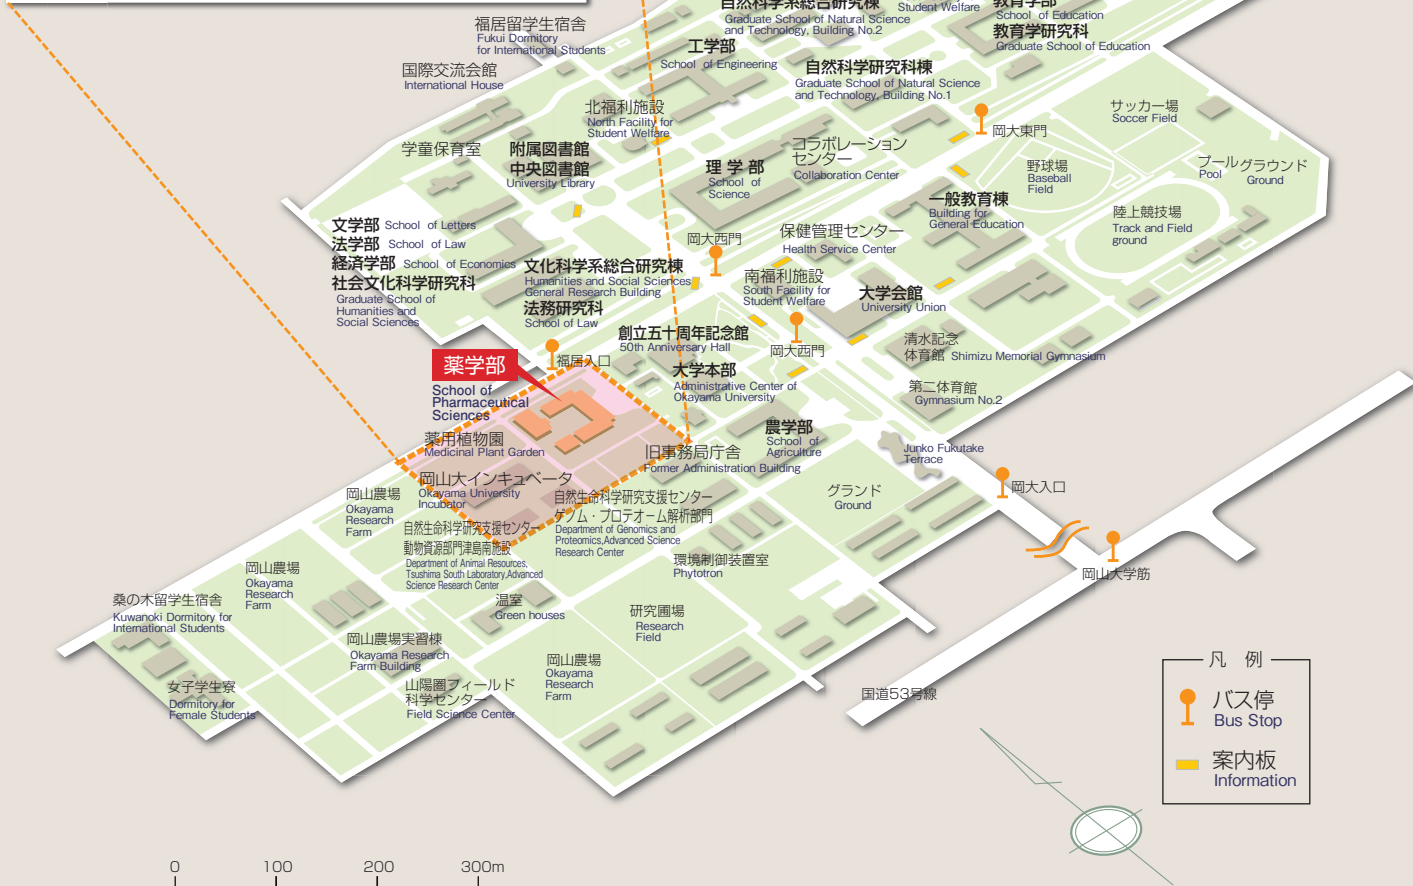 自然科学系総合研究棟
Graduate School of Natural Science
and Technology, Building No.2
Student Welfare
教育学部
School of Education
教育学研究科
Graduate School of Education
福居留学生宿舎
Fukui Dormitory
for International Students
工学部
School of Engineering
国際交流会館
International House
自然科学研究科棟
Graduate School of Natural Science
and Technology, Building No.1
北福利施設
North Facility for
Student Welfare
サッカー場
Soccer Field
岡大東門
学童保育室
附属図書館
中央図書館
University Library
理学部
School of
Science
コラボレーション
センター
Collaboration Center
野球場
Baseball
Field
プール
Pool
グラウンド
Ground
一般教育棟
Building for
General Education
陸上競技場
Track and Field
ground
文学部 School of Letters
法学部 School of Law
経済学部 School of Economics
社会文化科学研究科
Graduate School of
Humanities and
Social Sciences
岡大西門
保健管理センター
Health Service Center
文化科学系総合研究棟
Humanities and Social Sciences
General Research Building
法務研究科
School of Law
南福利施設
South Facility for
Student Welfare
大学会館
University Union
創立五十周年記念館
50th Anniversary Hall
岡大西門
清水記念
体育館 Shimizu Memorial Gymnasium
福居入口
薬学部
School of
Pharmaceutical
Sciences
大学本部
Administrative Center of
Okayama University
第二体育館
Gymnasium No.2
薬用植物園
Medicinal Plant Garden
農学部
School of
Agriculture
旧事務局庁舎
Former Administration Building
Junko Fukutake
Terrace
岡山大インキュベータ
Okayama University
Incubator
岡山農場
Okayama
Research
Farm
自然生命科学研究支援センター
ゲノム・プロテオーム解析部門
Department of Genomics and
Proteomics,Advanced Science
Research Center
グランド
Ground
岡大入口
自然生命科学研究支援センター
動物資源部門津島南施設
Department of Animal Resources,
Tsushima South Laboratory,Advanced
Science Research Center
環境制御装置室
Phytotron
岡山大学筋
岡山農場
Okayama
Research
Farm
桑の木留学生宿舎
Kuwanoki Dormitory for
International Students
温室
Green houses
研究圃場
Research
Field
岡山農場実習棟
Okayama Research
Farm Building
岡山農場
Okayama
Research
Farm
女子学生寮
Dormitory for
Female Students
山陽圏フィールド
科学センター
Field Science Center
国道53号線
凡 例
バス停
Bus Stop
案内板
Information
0 100 200 300m